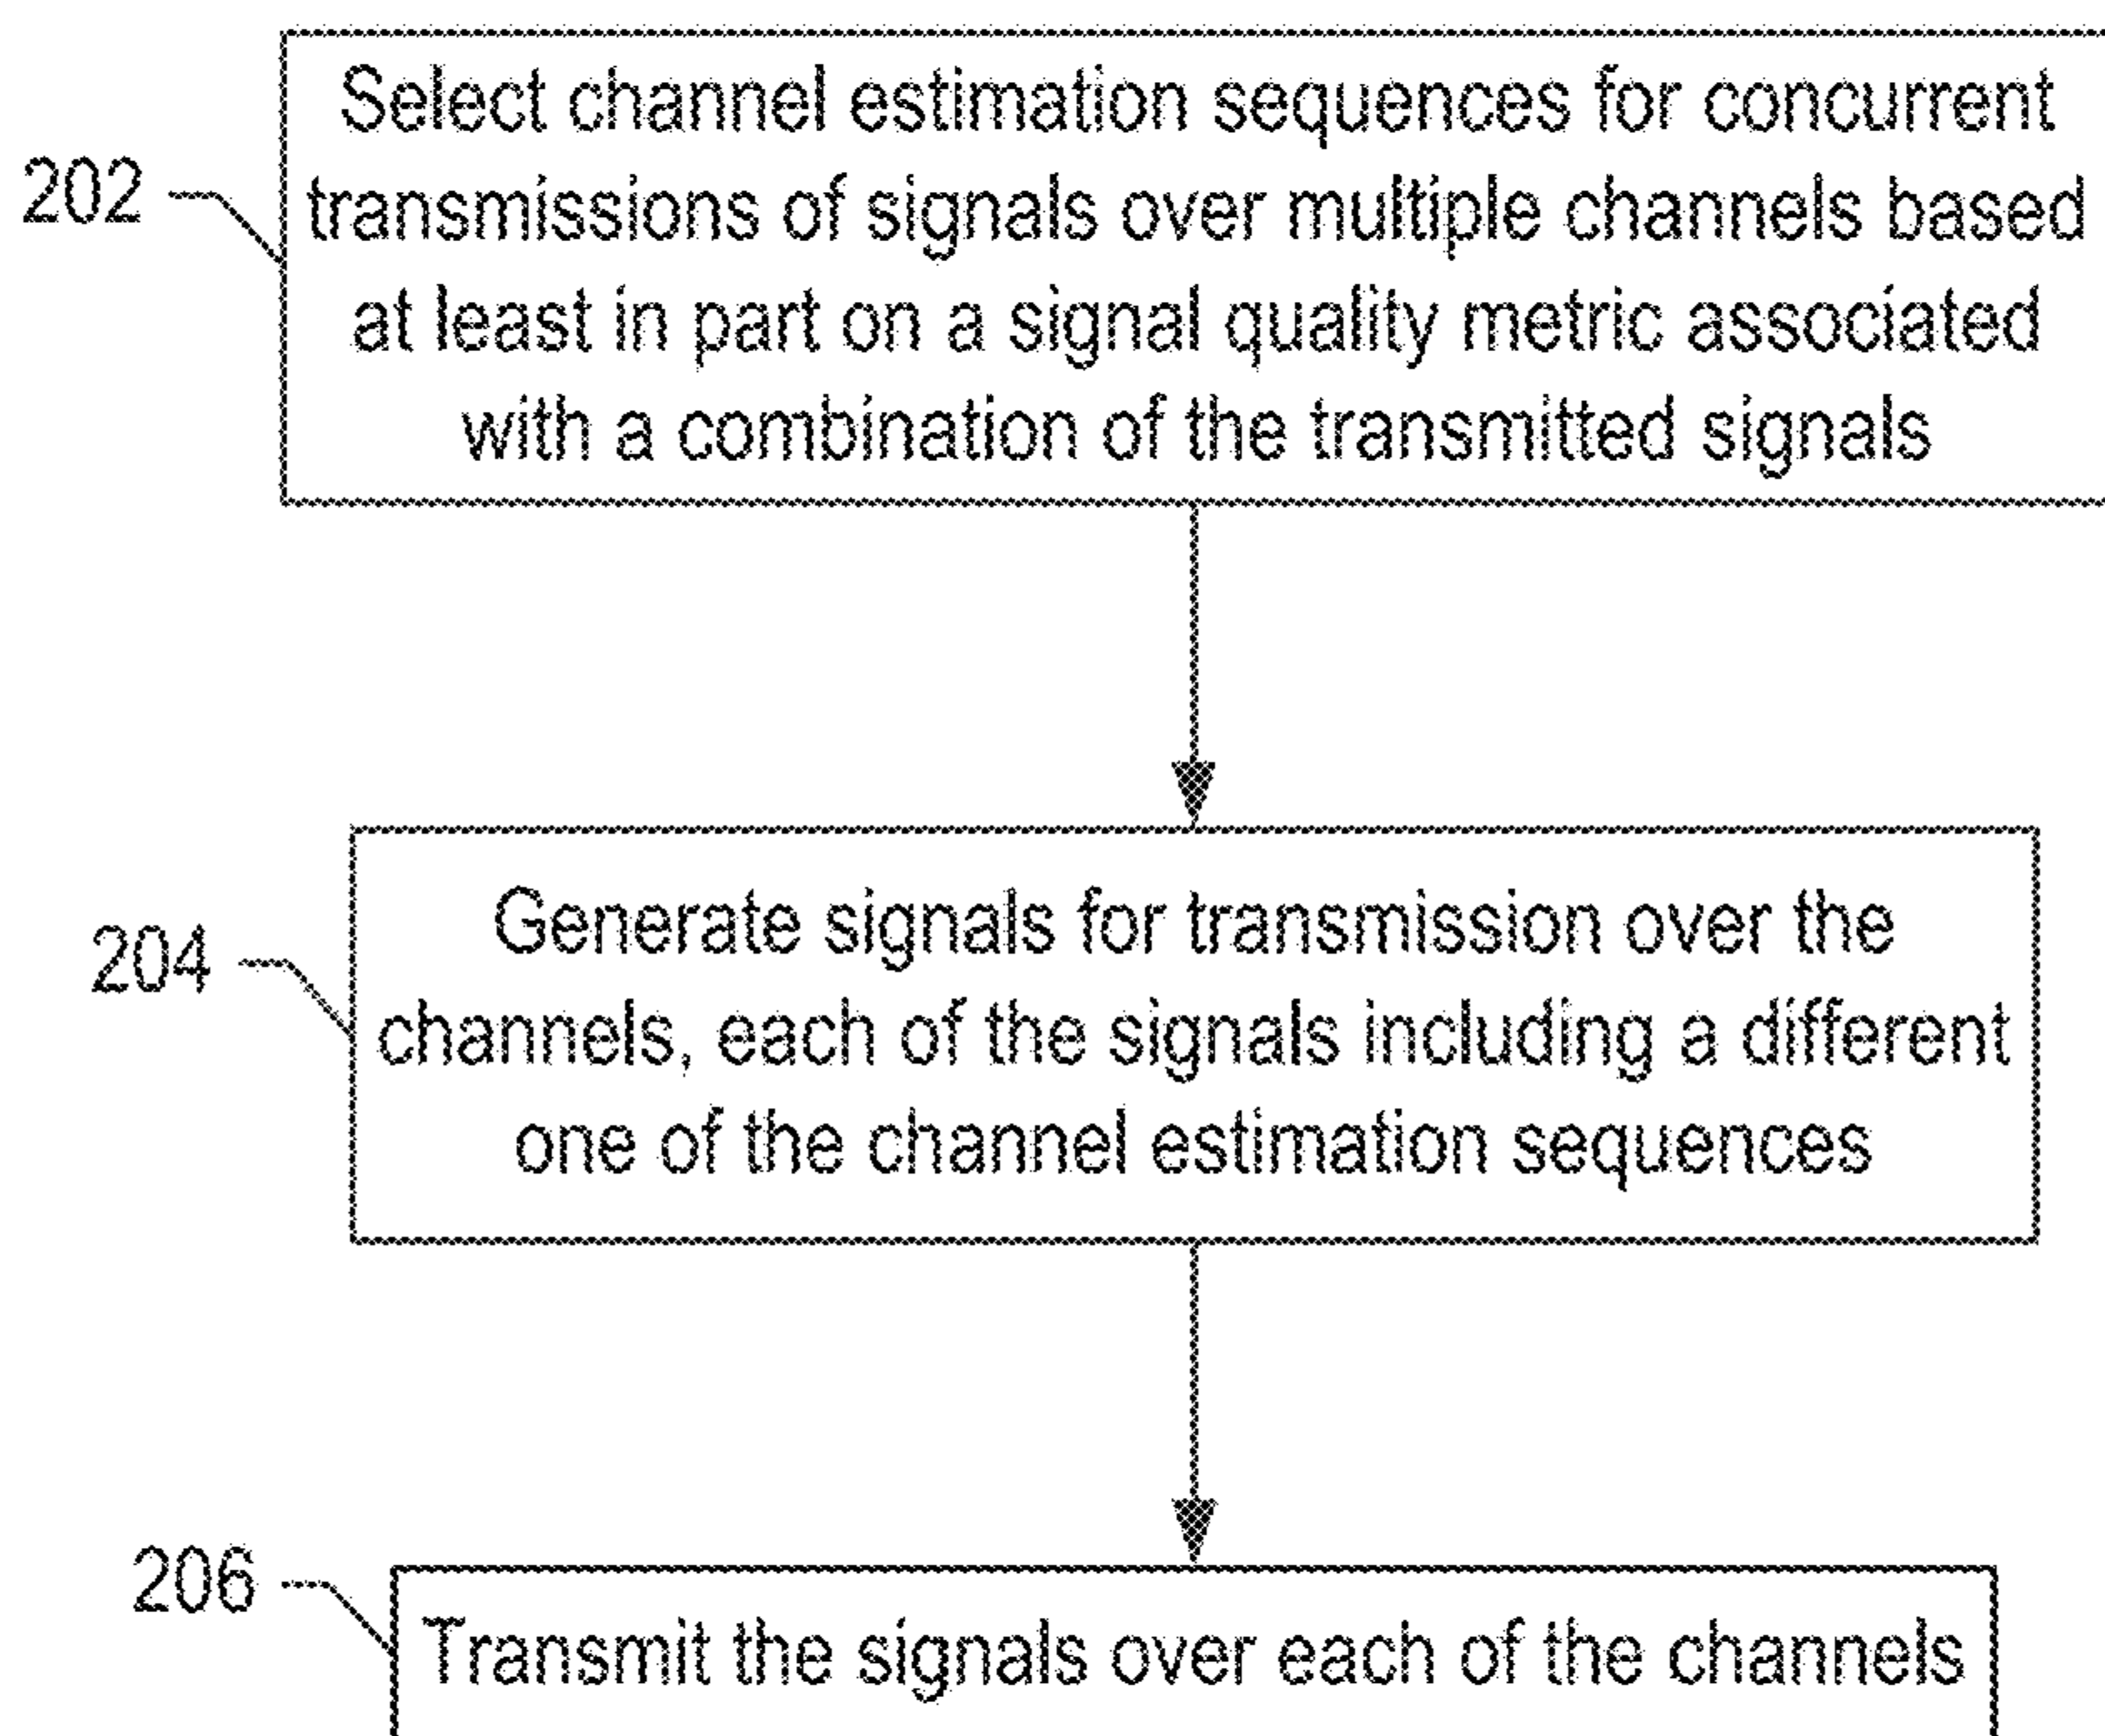 202
Select channel estimation sequences for concurrent
transmissions of signals over multiple channels based
at least in part on a signal quality metric associated
with a combination of the transmitted signals
204
Generate signals for transmission over the
channels, each of the signals including a different
one of the channel estimation sequences
206
Transmit the signals over each of the channels